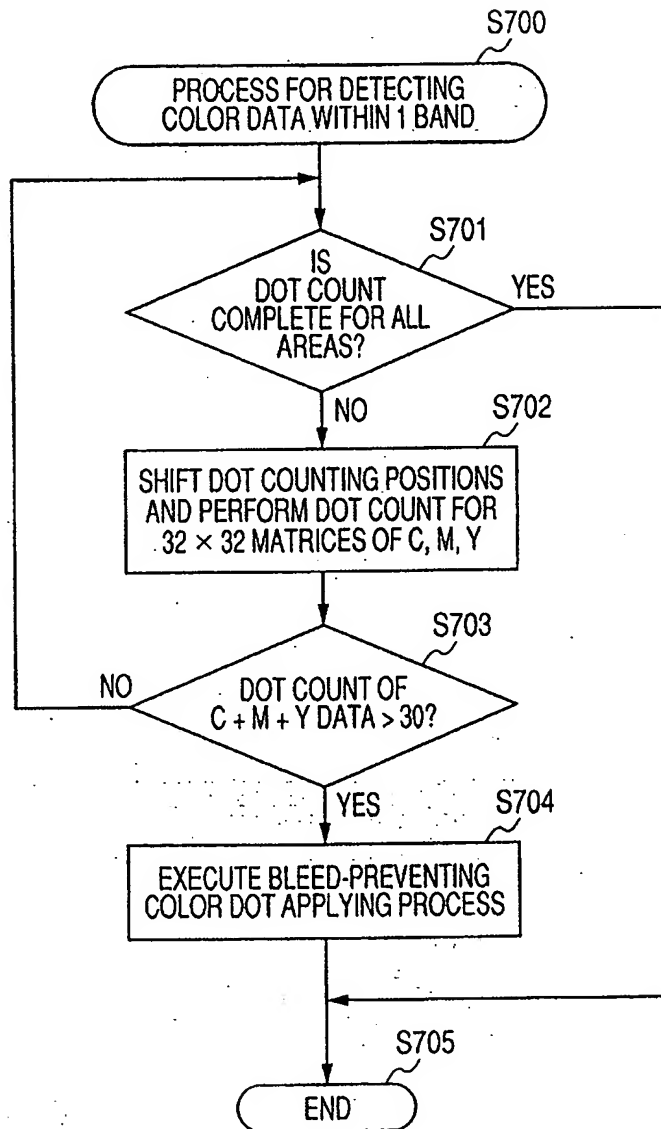 S700
PROCESS FOR DETECTING
COLOR DATA WITHIN 1 BAND
S701
IS
DOT COUNT
COMPLETE FOR ALL
AREAS?
YES
NO
S702
SHIFT DOT COUNTING POSITIONS
AND PERFORM DOT COUNT FOR
32 × 32 MATRICES OF C, M, Y
S703
NO
DOT COUNT OF
C + M + Y DATA > 30?
YES
S704
EXECUTE BLEED-PREVENTING
COLOR DOT APPLYING PROCESS
S705
END